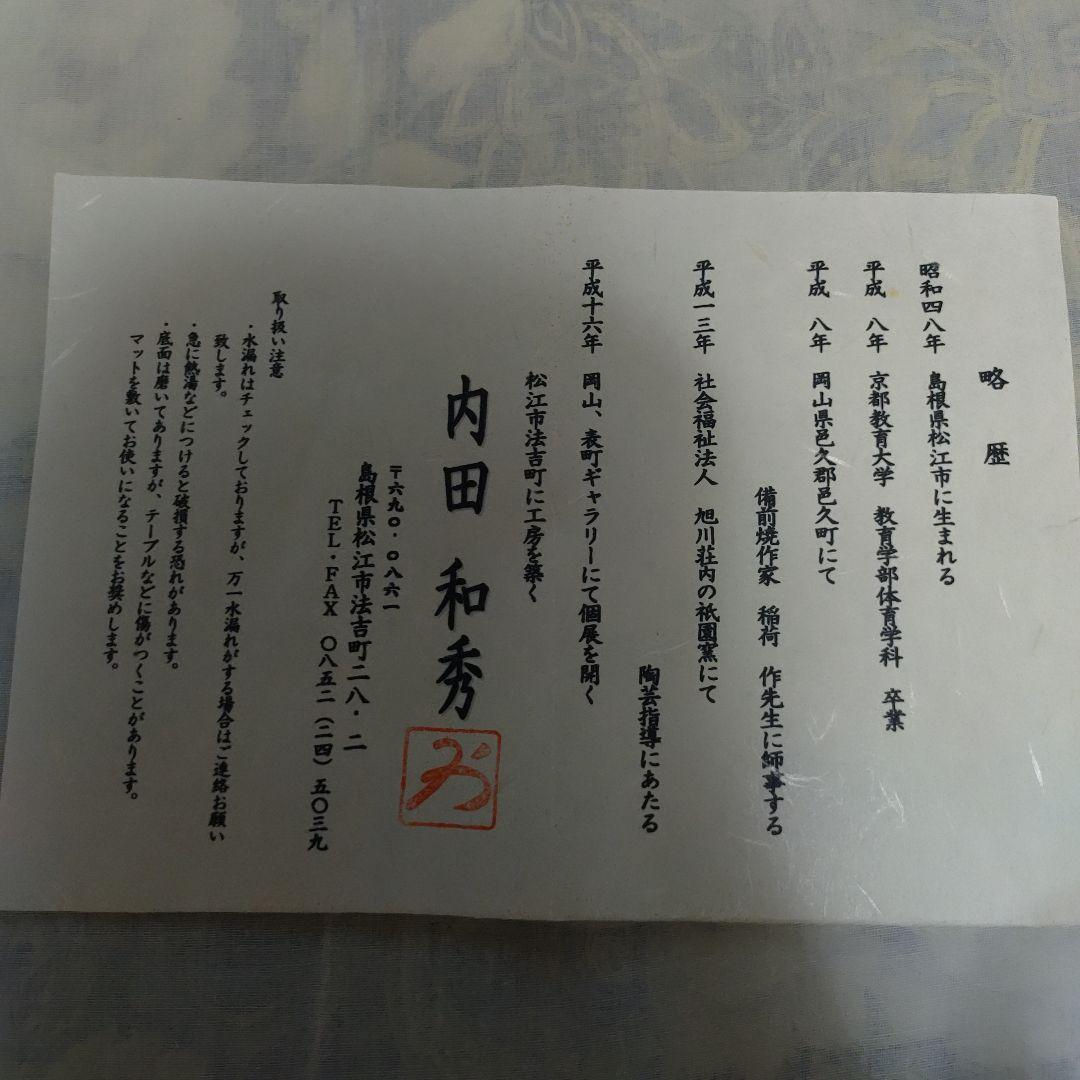 略歴
昭和四八年 島根県松江市に生まれる
平成 八年 京都教育大学 教育学部体育学科 卒業
平成 八年 岡山県邑久郡邑久町にて
備前焼作家 稲荷 作先生に師事する
平成一三年 社会福祉法人 旭川荘内の祇園窯にて
陶芸指導にあたる
平成十六年 岡山、表町ギャラリーにて個展を開く
松江市法吉町に工房を築く
内田 和秀
〒六九〇・〇八六一
島根県松江市法吉町二八・二
TEL・FAX 〇八五二(二四)五〇三九
取り扱い注意
・水漏れはチェックしておりますが、万一水漏れがする場合はご連絡お願い
致します。
・急に熱湯などにつけると破損する恐れがあります。
・底面は磨いてありますが、テーブルなどに傷がつくことがあります。
マットを敷いてお使いになることをお奨めします。